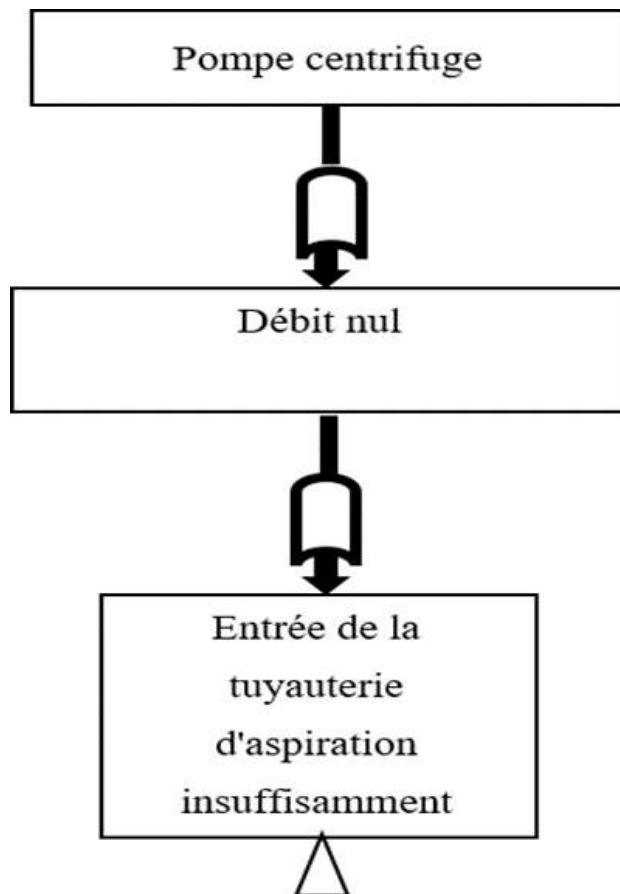 Pompe centrifuge
Débit nul
Entrée de la
tuyauterie
d'aspiration
insuffisamment